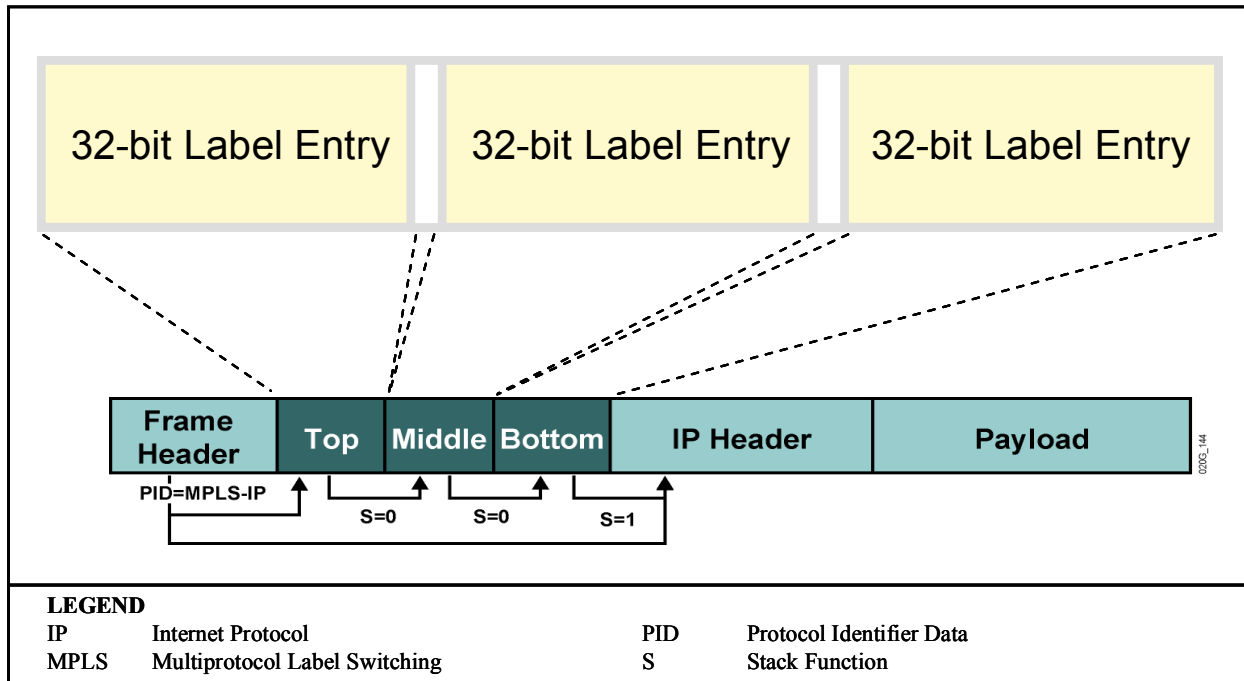 32-bit Label Entry 32-bit Label Entry 32-bit Label Entry
Frame Header Top Middle Bottom IP Header Payload
020G_144
PID=MPLS-IP
S=0 S=0 S=1
LEGEND
IP Internet Protocol PID Protocol Identifier Data
MPLS Multiprotocol Label Switching S Stack Function